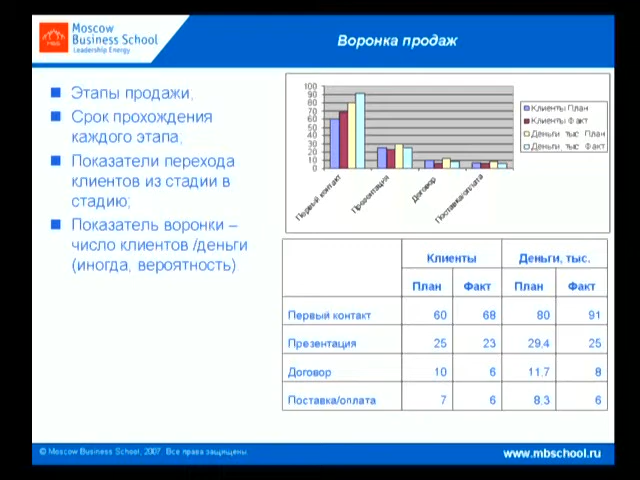 Moscow
Business School
Leadership Energy
Воронка продаж
Этапы продажи,
Срок прохождения
каждого этапа,
Показатели перехода
клиентов из стадии в
стадию;
Показатель воронки –
число клиентов /деньги
(иногда, вероятность)
100
90
80
70
60
50
40
30
20
10
0
Первый контакт
Презентация
Договор
Поставка/оплата
Клиенты План
Клиенты Факт
Деньги, тыс. План
Деньги, тыс. Факт
Клиенты Деньги, тыс.
План Факт План Факт
Первый контакт 60 68 80 91
Презентация 25 23 29.4 25
Договор 10 6 11.7 8
Поставка/оплата 7 6 8.3 6
© Moscow Business School, 2007. Все права защищены.
www.mbschool.ru